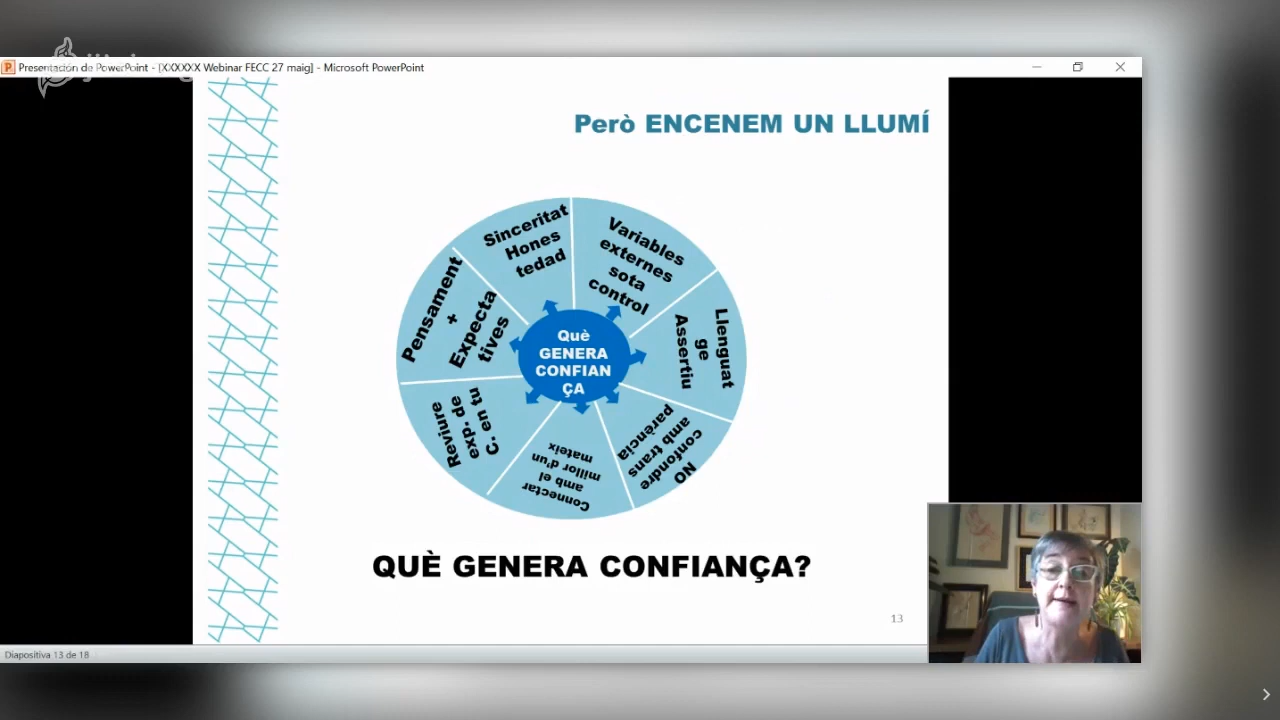 Presentación de PowerPoint - [XXXXXX Webinar FECC 27 maig] - Microsoft PowerPoint
Però ENCENEM UN LLUMÍ
Sinceritat
Hones
tedad
Variables
externes
sota
control
Llenguat
ge
Assertiu
NO
confondre
amb trans
parència
Connectar
amb el
millor d'un
mateix
Reviure
exp. de
C. en tu
Pensament
+
Expecta
tives
Què
GENERA
CONFIAN
ÇA
QUÈ GENERA CONFIANÇA?
13
Diapositiva 13 de 18